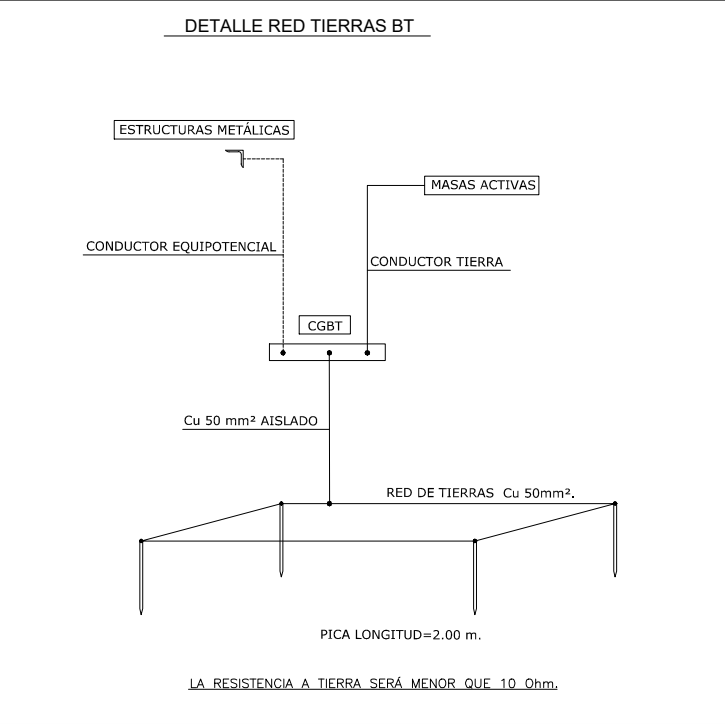 DETALLE RED TIERRAS BT
ESTRUCTURAS METÁLICAS
MASAS ACTIVAS
CONDUCTOR EQUIPOTENCIAL
CONDUCTOR TIERRA
CGBT
Cu 50 mm² AISLADO
RED DE TIERRAS Cu 50mm².
PICA LONGITUD=2.00 m.
LA RESISTENCIA A TIERRA SERÁ MENOR QUE 10 Ohm.